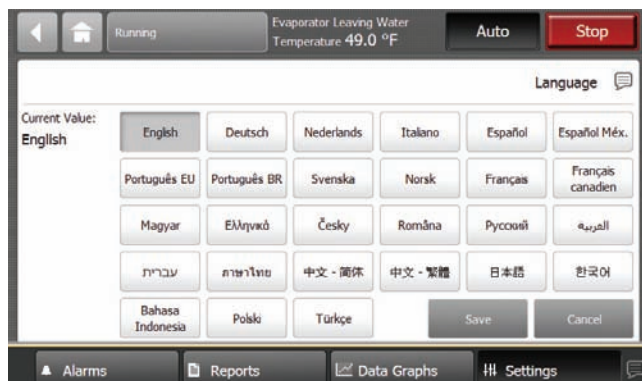 Running
Evaporator Leaving Water
Temperature 49.0 °F
Auto
Stop
Language
Current Value:
English
English
Deutsch
Nederlands
Italiano
Español
Español Méx.
Português EU
Português BR
Svenska
Norsk
Français
Français
canadien
Magyar
Ελληνικά
Česky
Româna
Русский
العربية
עברית
ภาษาไทย
中文 - 简体
中文 - 繁體
日本語
한국어
Bahasa
Indonesia
Polski
Türkçe
Save
Cancel
Alarms
Reports
Data Graphs
Settings